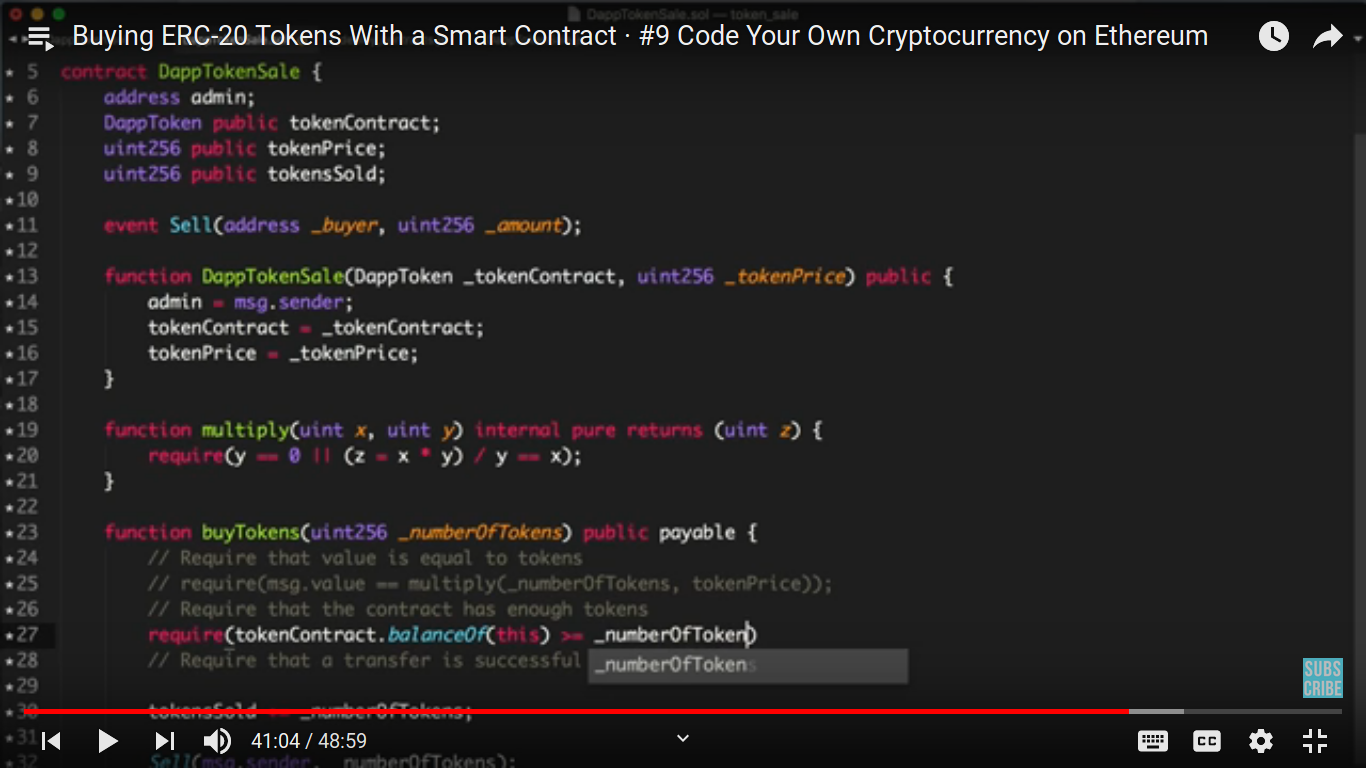 DappTokenSale.sol — token_sale
Buying ERC-20 Tokens With a Smart Contract · #9 Code Your Own Cryptocurrency on Ethereum
5 contract DappTokenSale {
6 address admin;
7 DappToken public tokenContract;
8 uint256 public tokenPrice;
9 uint256 public tokensSold;
10
11 event Sell(address _buyer, uint256 _amount);
12
13 function DappTokenSale(DappToken _tokenContract, uint256 _tokenPrice) public {
14 admin = msg.sender;
15 tokenContract = _tokenContract;
16 tokenPrice = _tokenPrice;
17 }
18
19 function multiply(uint x, uint y) internal pure returns (uint z) {
20 require(y == 0 || (z = x * y) / y == x);
21 }
22
23 function buyTokens(uint256 _numberOfTokens) public payable {
24 // Require that value is equal to tokens
25 // require(msg.value == multiply(_numberOfTokens, tokenPrice));
26 // Require that the contract has enough tokens
27 require(tokenContract.balanceOf(this) >= _numberOfToken)
28 // Require that a transfer is successful
_numberOfTokens
29
30 tokensSold += _numberOfTokens;
31
32 Sell(msg.sender, _numberOfTokens);
SUBS
CRIBE
41:04 / 48:59
CC